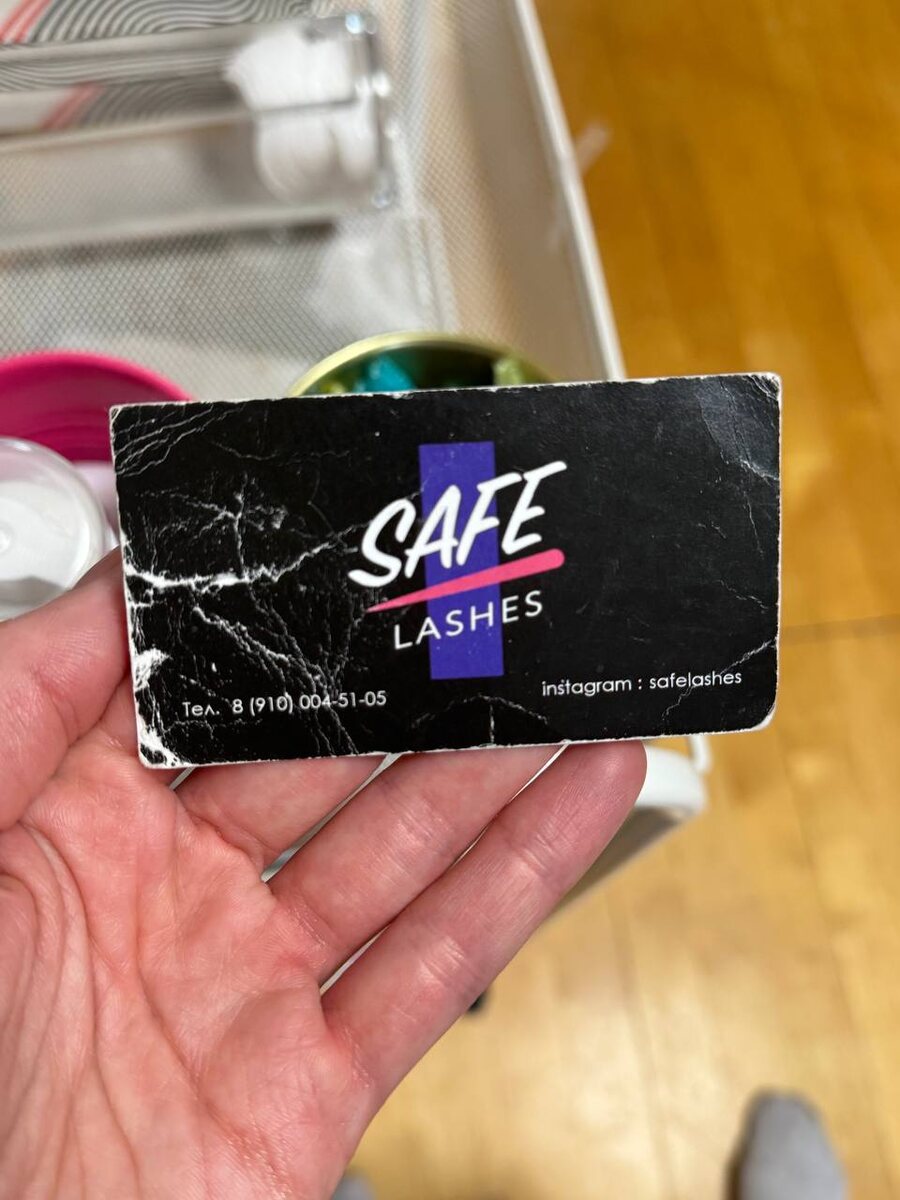 SAFE
LASHES
Тел. 8 (910) 004-51-05
instagram : safelashes